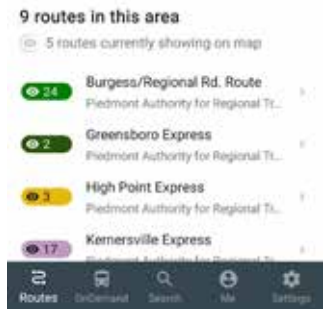 9 routes in this area
5 routes currently showing on map
24
Burgess/Regional Rd. Route
Piedmont Authority for Regional Tr...
2
Greensboro Express
Piedmont Authority for Regional Tr...
3
High Point Express
Piedmont Authority for Regional Tr...
17
Kernersville Express
Piedmont Authority for Regional Tr...
Routes OnDemand Search Me Settings